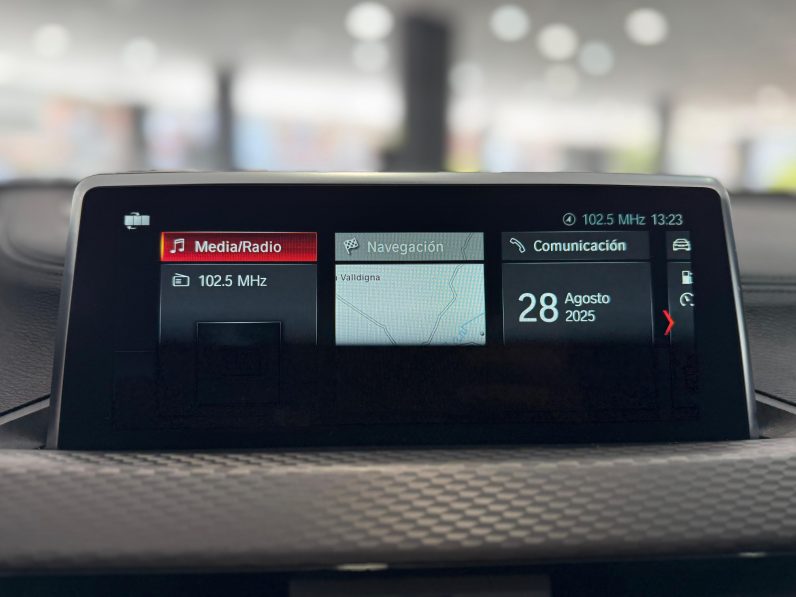 102.5 MHz 13:23
Media/Radio
Navegación
Comunicación
102.5 MHz
Valldigna
28 Agosto
2025